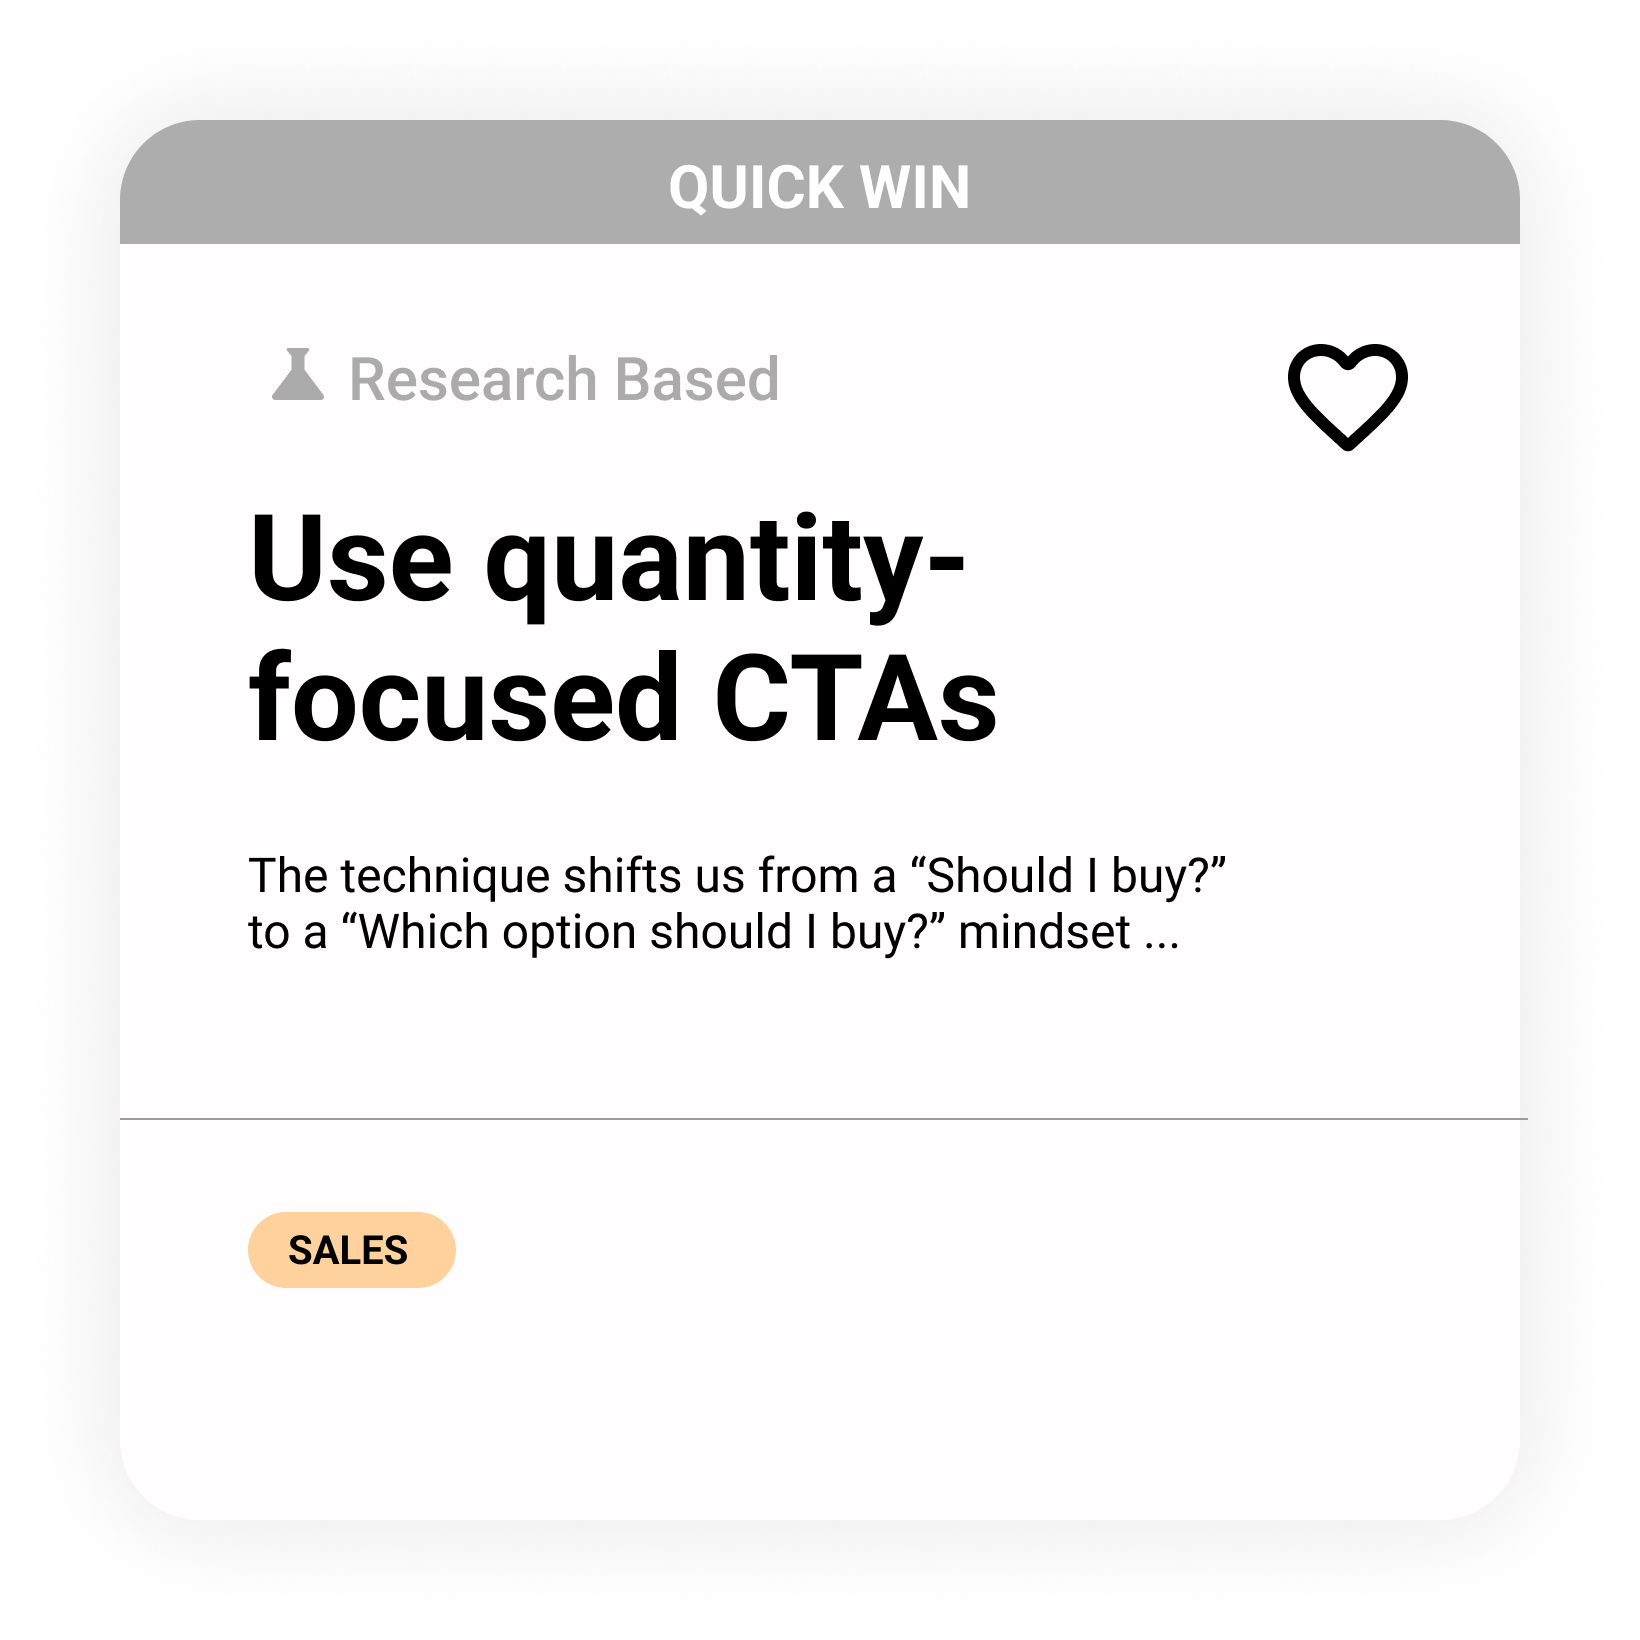 QUICK WIN
Research Based
Use quantity-
focused CTAs
The technique shifts us from a “Should I buy?”
to a “Which option should I buy?” mindset ...
SALES